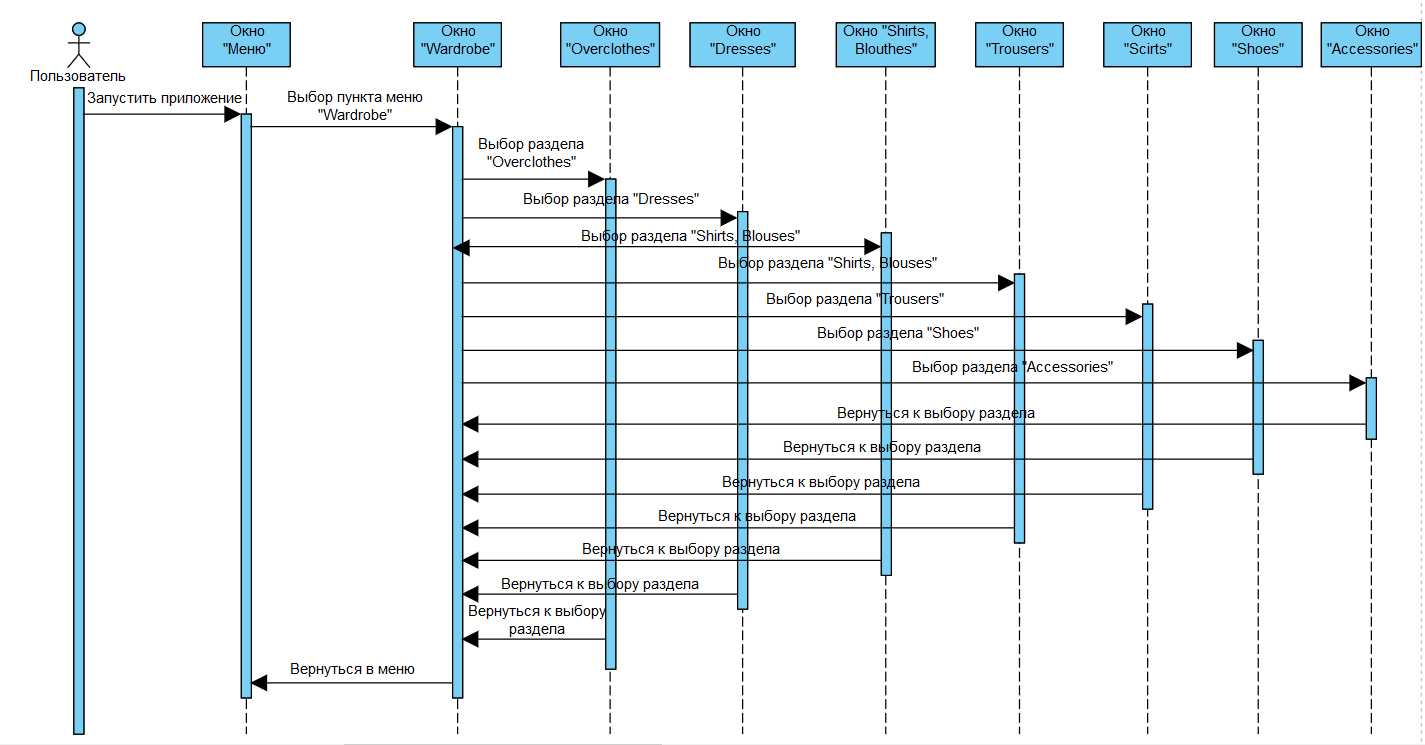 Пользователь
Окно
"Меню"
Окно
"Wardrobe"
Окно
"Overclothes"
Окно
"Dresses"
Окно "Shirts,
Blouthes"
Окно
"Trousers"
Окно
"Scirts"
Окно
"Shoes"
Окно
"Accessories"
Запустить приложение
Выбор пункта меню
"Wardrobe"
Выбор раздела
"Overclothes"
Выбор раздела "Dresses"
Выбор раздела "Shirts, Blouses"
Выбор раздела "Shirts, Blouses"
Выбор раздела "Trousers"
Выбор раздела "Shoes"
Выбор раздела "Accessories"
Вернуться к выбору раздела
Вернуться к выбору раздела
Вернуться к выбору раздела
Вернуться к выбору раздела
Вернуться к выбору раздела
Вернуться к выбору раздела
Вернуться к выбору
раздела
Вернуться в меню